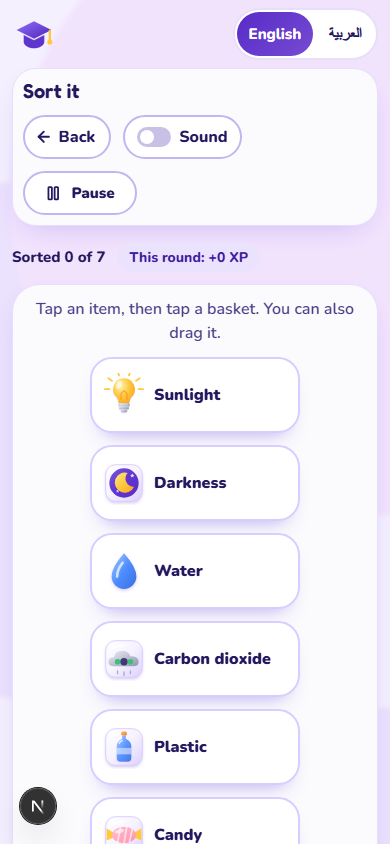 English
العربية
Sort it
Back
Sound
Pause
Sorted 0 of 7
This round: +0 XP
Tap an item, then tap a basket. You can also
drag it.
Sunlight
Darkness
Water
Carbon dioxide
Plastic
N
Candy